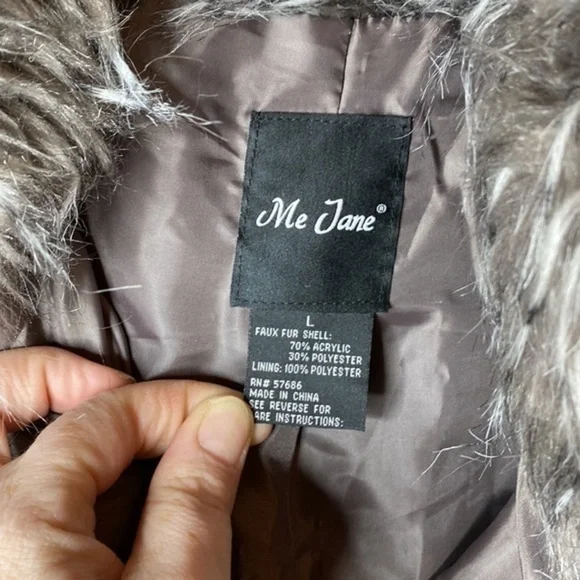 Me Jane®
L
FAUX FUR SHELL:
70% ACRYLIC
30% POLYESTER
LINING: 100% POLYESTER
RN# 57686
MADE IN CHINA
SEE REVERSE FOR
ARE INSTRUCTIONS: